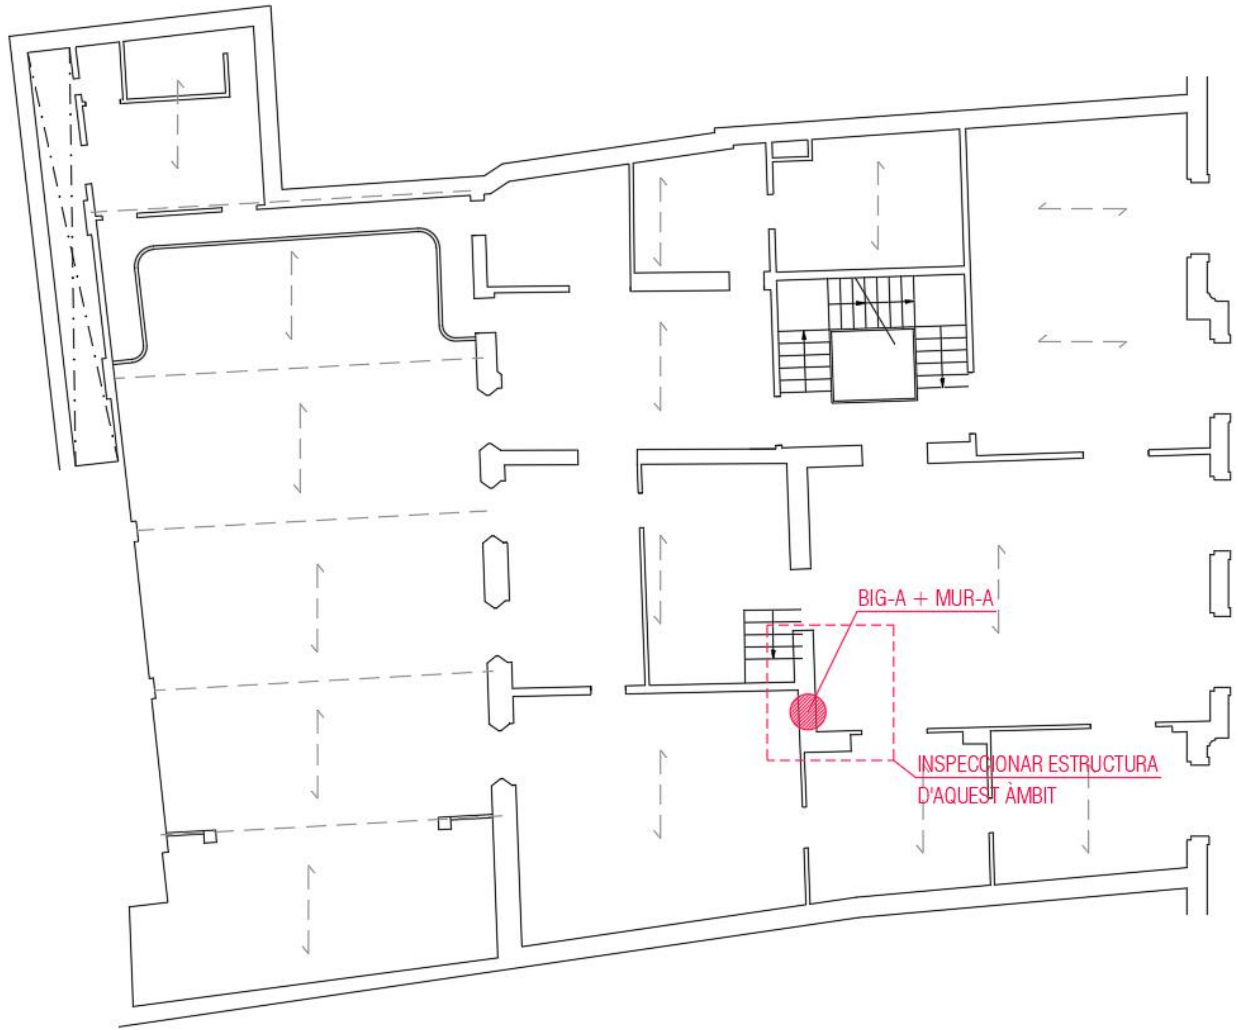 BIG-A + MUR-A
INSPECCIONAR ESTRUCTURA
D'AQUEST ÀMBIT